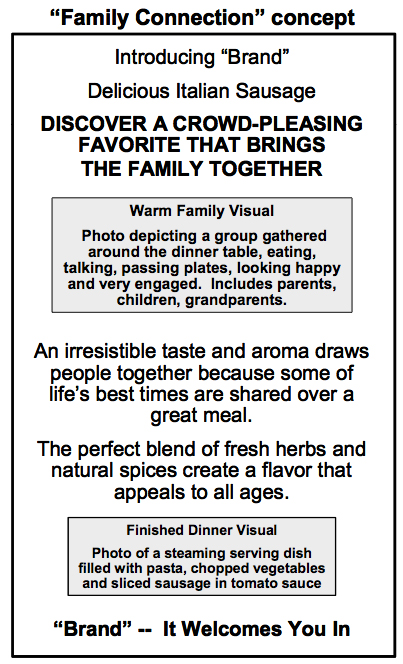 “Family Connection” concept
Introducing “Brand”
Delicious Italian Sausage
DISCOVER A CROWD-PLEASING
FAVORITE THAT BRINGS
THE FAMILY TOGETHER
Warm Family Visual
Photo depicting a group gathered
around the dinner table, eating,
talking, passing plates, looking happy
and very engaged.  Includes parents,
children, grandparents.
An irresistible taste and aroma draws
people together because some of
life’s best times are shared over a
great meal.
The perfect blend of fresh herbs and
natural spices create a flavor that
appeals to all ages.
Finished Dinner Visual
Photo of a steaming serving dish
filled with pasta, chopped vegetables
and sliced sausage in tomato sauce
“Brand” --  It Welcomes You In